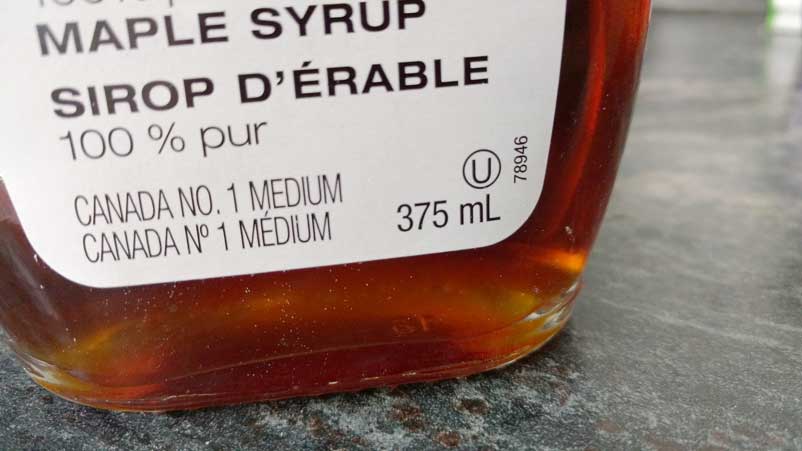 MAPLE SYRUP
SIROP D'ÉRABLE
100 % pur
CANADA NO. 1 MEDIUM
CANADA Nº 1 MÉDIUM
375 mL
U
78946